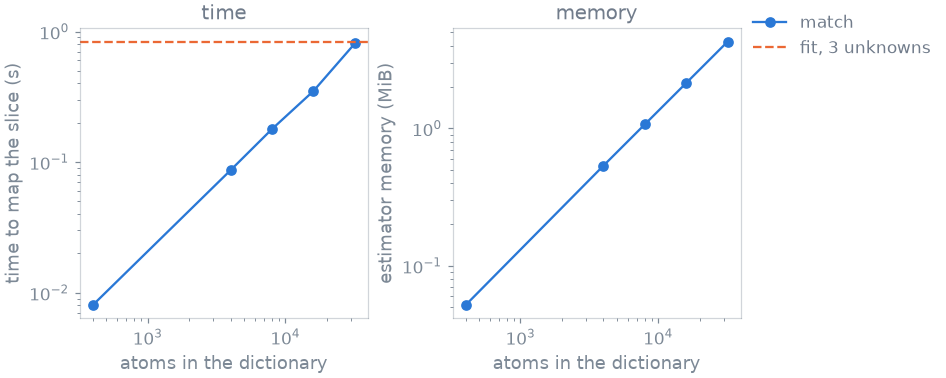 time
memory
match
fit, 3 unknowns
time to map the slice (s)
10⁰
10⁻¹
10⁻²
10³
10⁴
atoms in the dictionary
estimator memory (MiB)
10⁰
10⁻¹
10³
10⁴
atoms in the dictionary